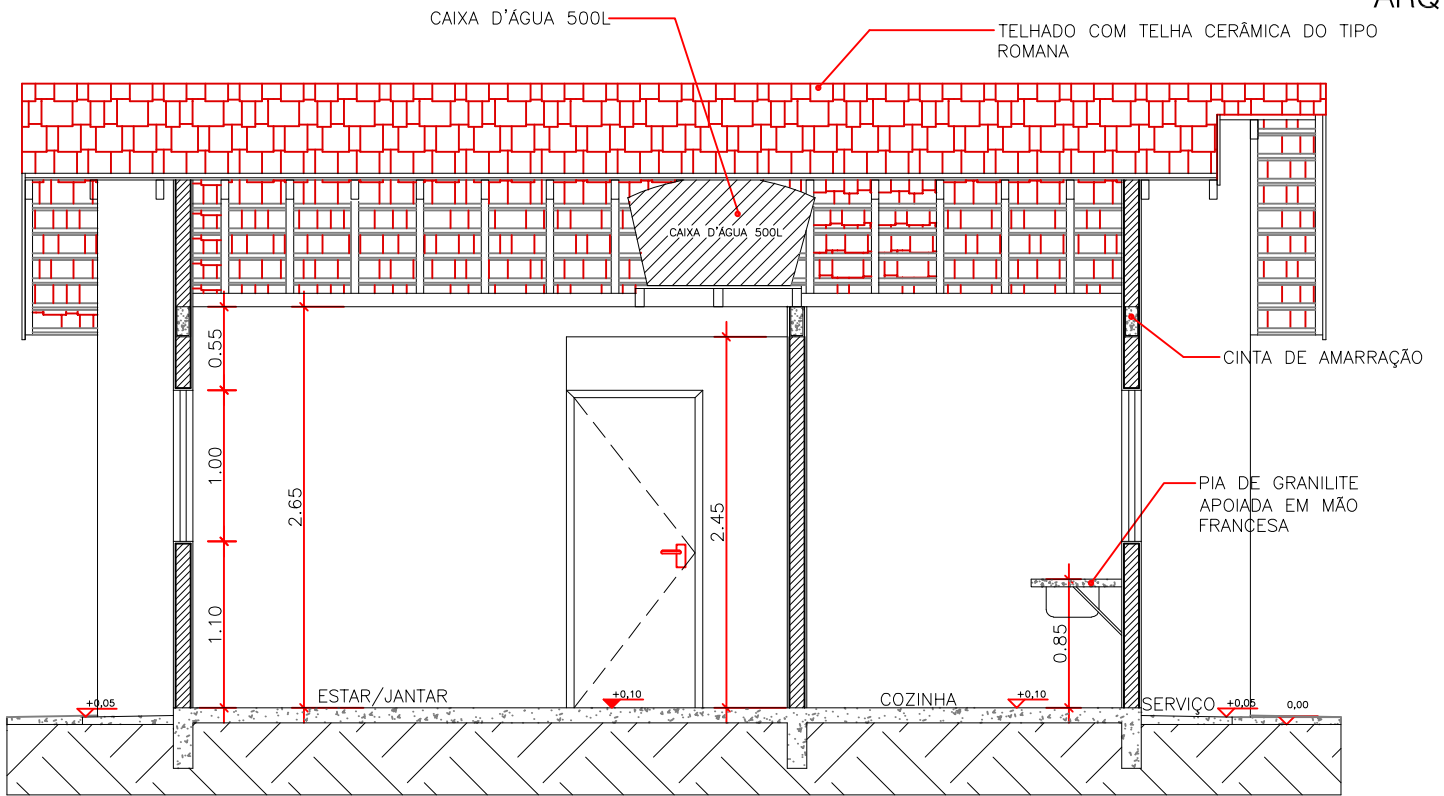 ARQ
CAIXA D'ÁGUA 500L
TELHADO COM TELHA CERÂMICA DO TIPO
ROMANA
CAIXA D'ÁGUA 500L
0.55
CINTA DE AMARRAÇÃO
1.00
2.65
2.45
PIA DE GRANILITE
APOIADA EM MÃO
FRANCESA
1.10
0.85
ESTAR/JANTAR
+0,10
COZINHA
+0,10
SERVIÇO
+0,05
0,00
+0,05